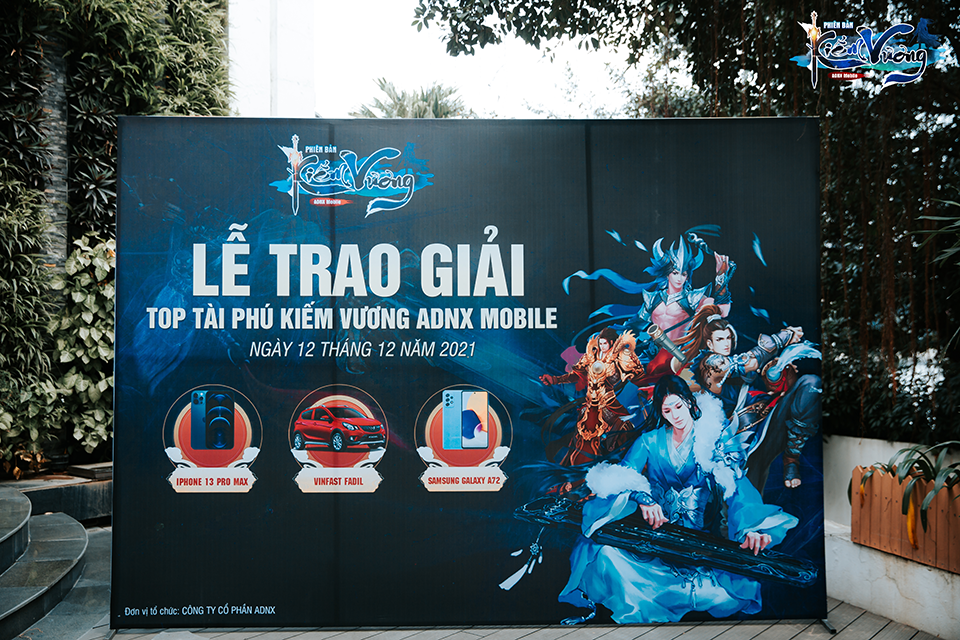 PHIÊN BẢN
Kiếm Vương
ADNX Mobile
PHIÊN BẢN
Kiếm Vương
ADNX Mobile
LỄ TRAO GIẢI
TOP TÀI PHÚ KIẾM VƯƠNG ADNX MOBILE
NGÀY 12 THÁNG 12 NĂM 2021
IPHONE 13 PRO MAX
VINFAST FADIL
SAMSUNG GALAXY A72
Đơn vị tổ chức: CÔNG TY CỔ PHẦN ADNX